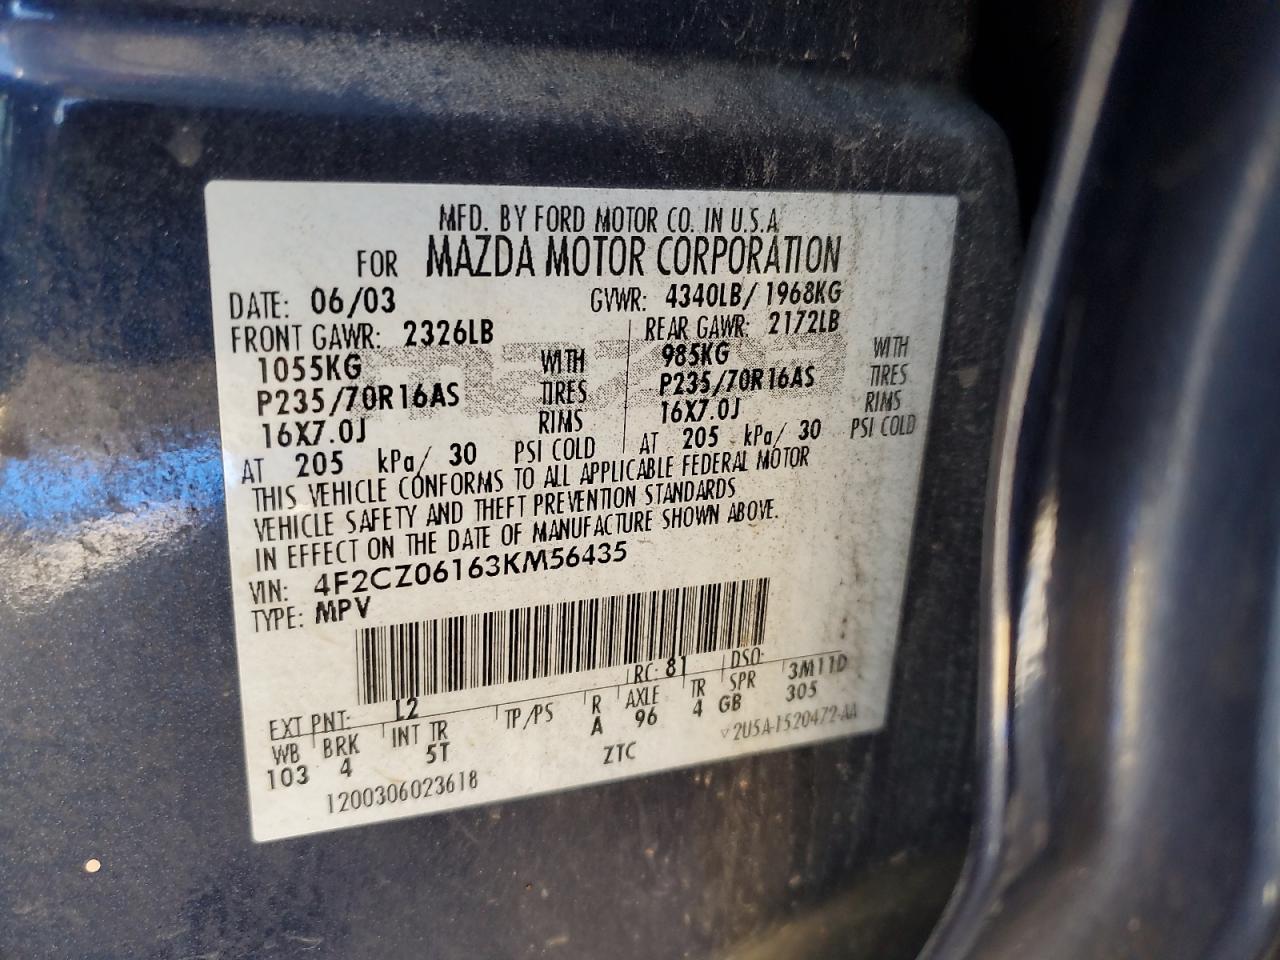 MFD. BY FORD MOTOR CO. IN U.S.A
FOR MAZDA MOTOR CORPORATION
DATE: 06/03 GVWR: 4340LB/ 1968KG
FRONT GAWR: 2326LB REAR GAWR: 2172LB
1055KG WITH 985KG WITH
P235/70R16AS TIRES P235/70R16AS TIRES
16X7.0J RIMS 16X7.0J RIMS
AT 205 kPa/ 30 PSI COLD AT 205 kPa/ 30 PSI COLD
THIS VEHICLE CONFORMS TO ALL APPLICABLE FEDERAL MOTOR
VEHICLE SAFETY AND THEFT PREVENTION STANDARDS
IN EFFECT ON THE DATE OF MANUFACTURE SHOWN ABOVE.
VIN: 4F2CZ06163KM56435
TYPE: MPV
EXT PNT: L2 RC: 81 DSO:
WB BRK INT TR TP/PS R AXLE TR SPR 3M11D
103 4 5T A 96 4 GB 305
1200306023618 ZTC V2U5A-1520472-AA